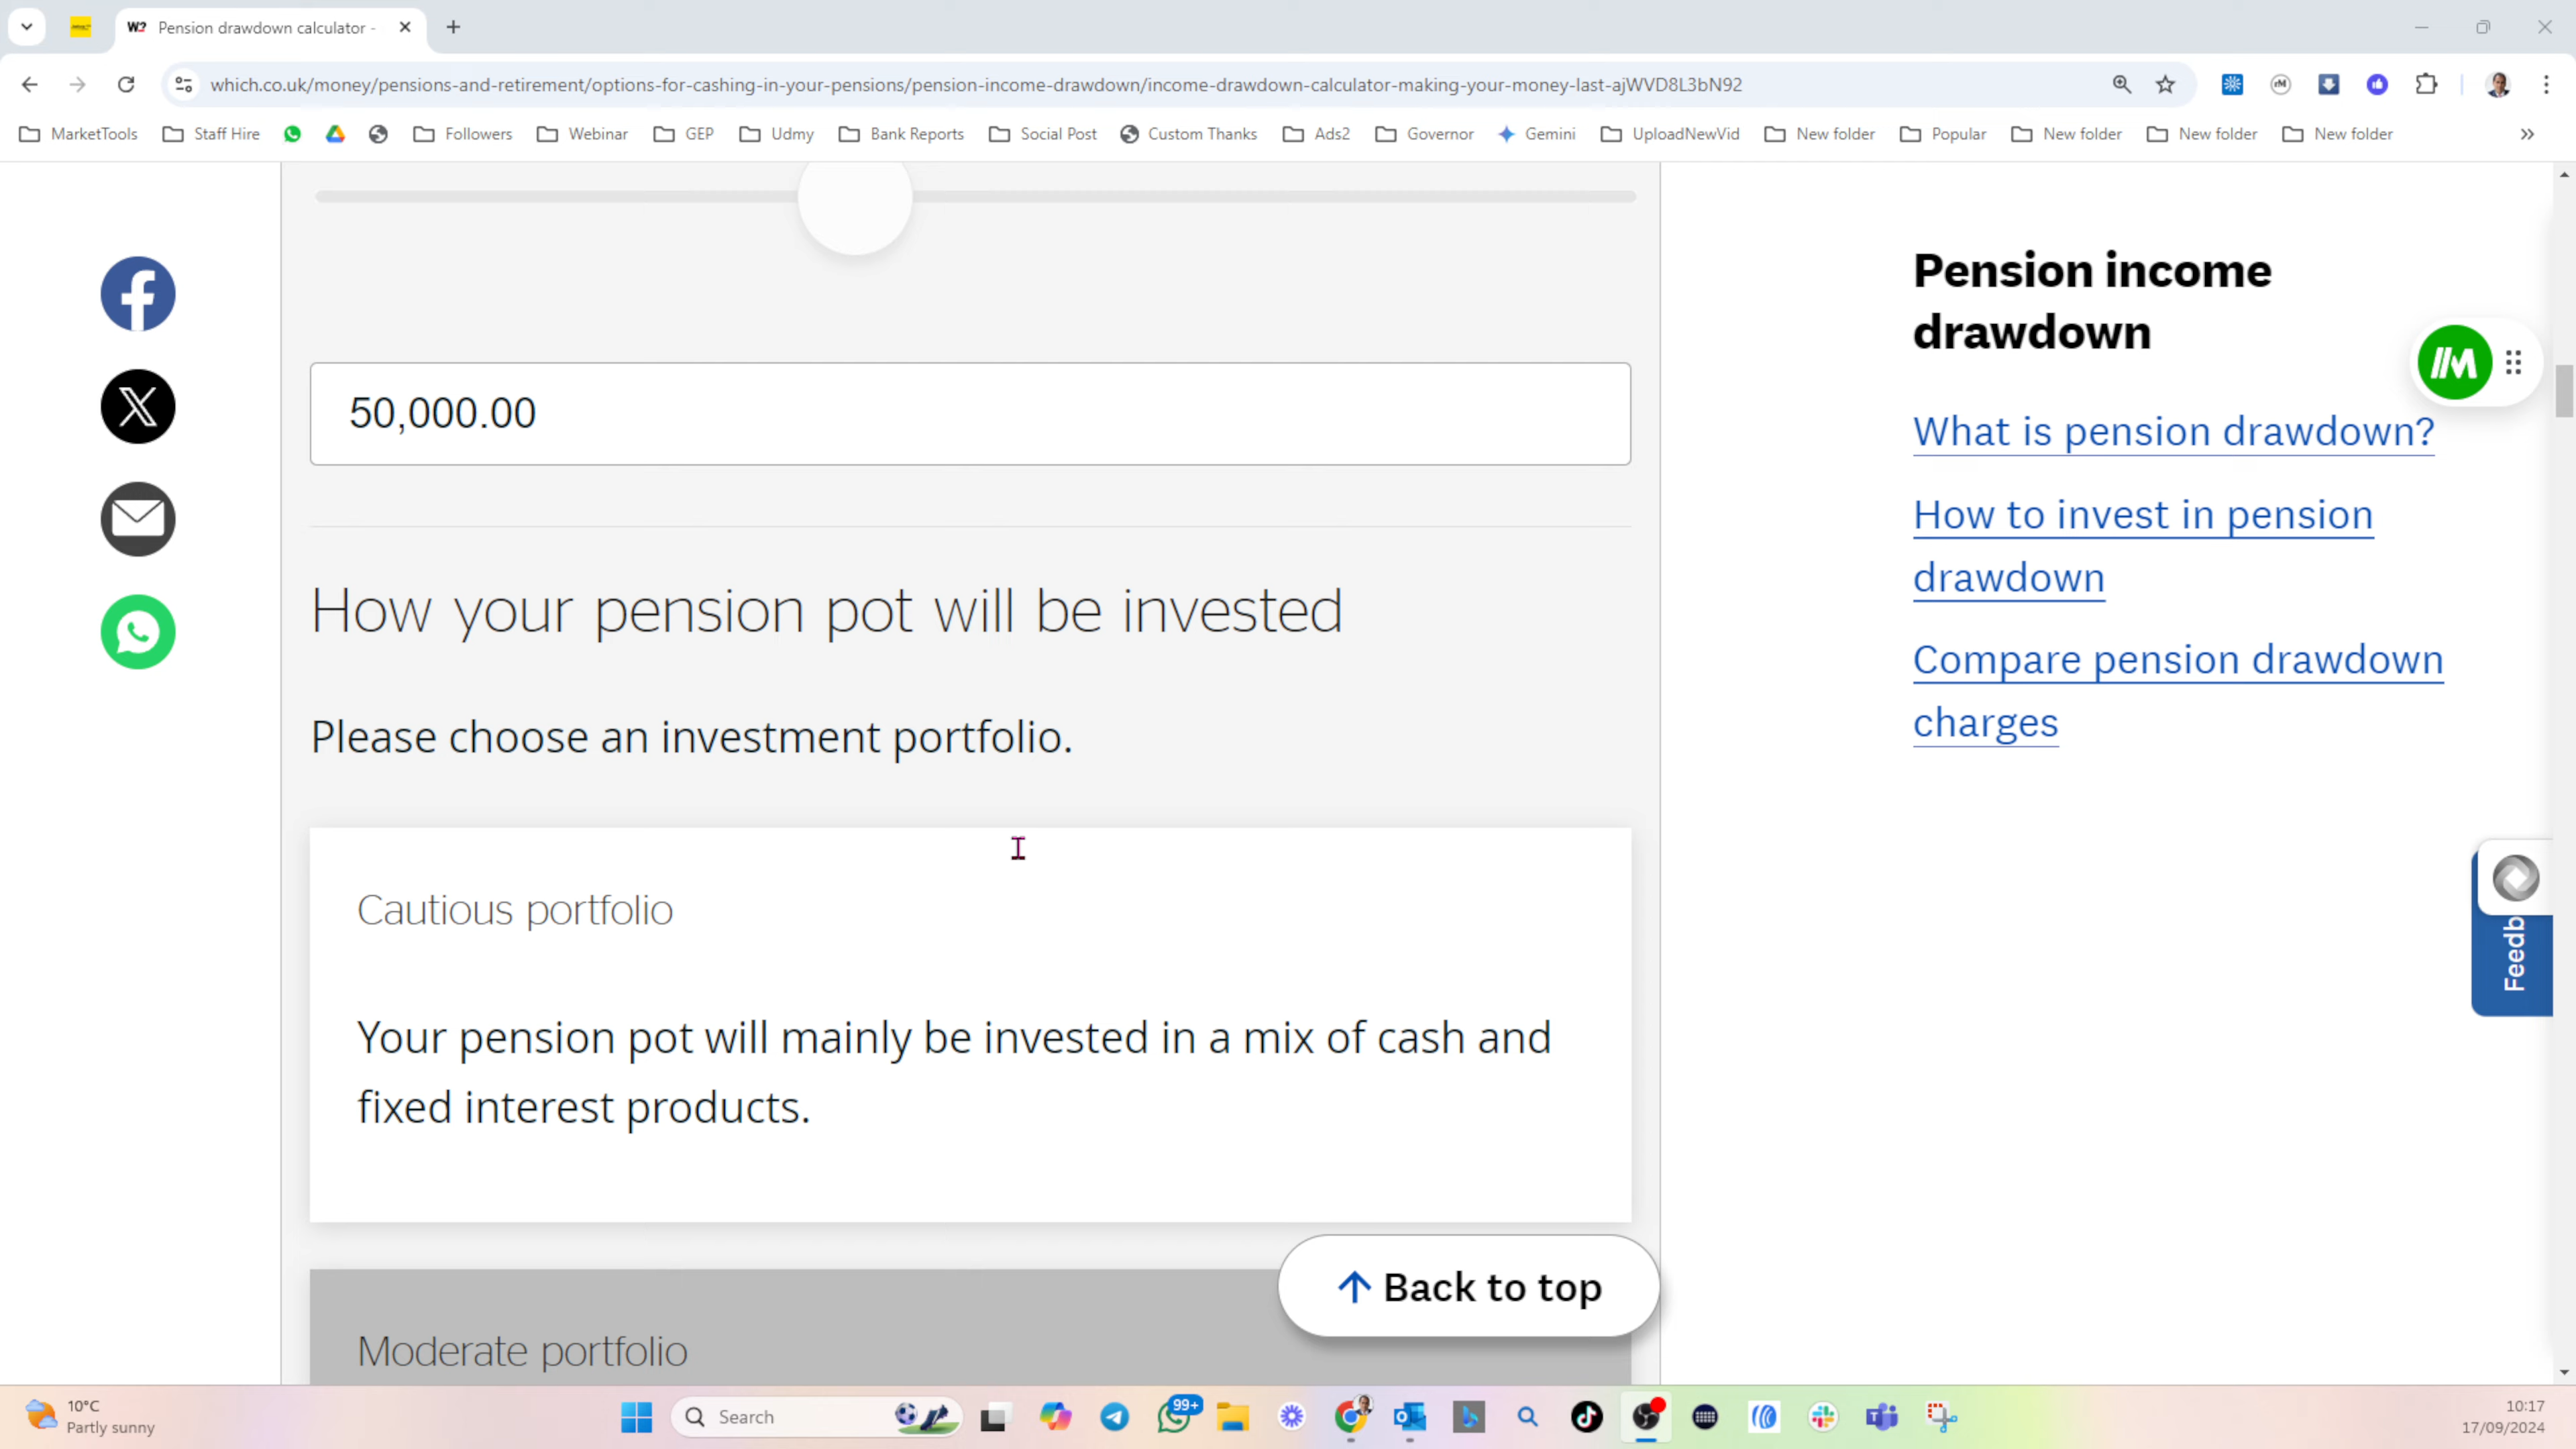 W? Pension drawdown calculator -
which.co.uk/money/pensions-and-retirement/options-for-cashing-in-your-pensions/pension-income-drawdown/income-drawdown-calculator-making-your-money-last-ajWVD8L3bN92
MarketTools Staff Hire Followers Webinar GEP Udmy Bank Reports Social Post Custom Thanks Ads2 Governor Gemini UploadNewVid New folder Popular New folder New folder New folder
50,000.00
How your pension pot will be invested
Please choose an investment portfolio.
Cautious portfolio
Your pension pot will mainly be invested in a mix of cash and
fixed interest products.
Back to top
Moderate portfolio
Pension income
drawdown
What is pension drawdown?
How to invest in pension
drawdown
Compare pension drawdown
charges
Feedb
10°C
Partly sunny
Search
99+
10:17
17/09/2024